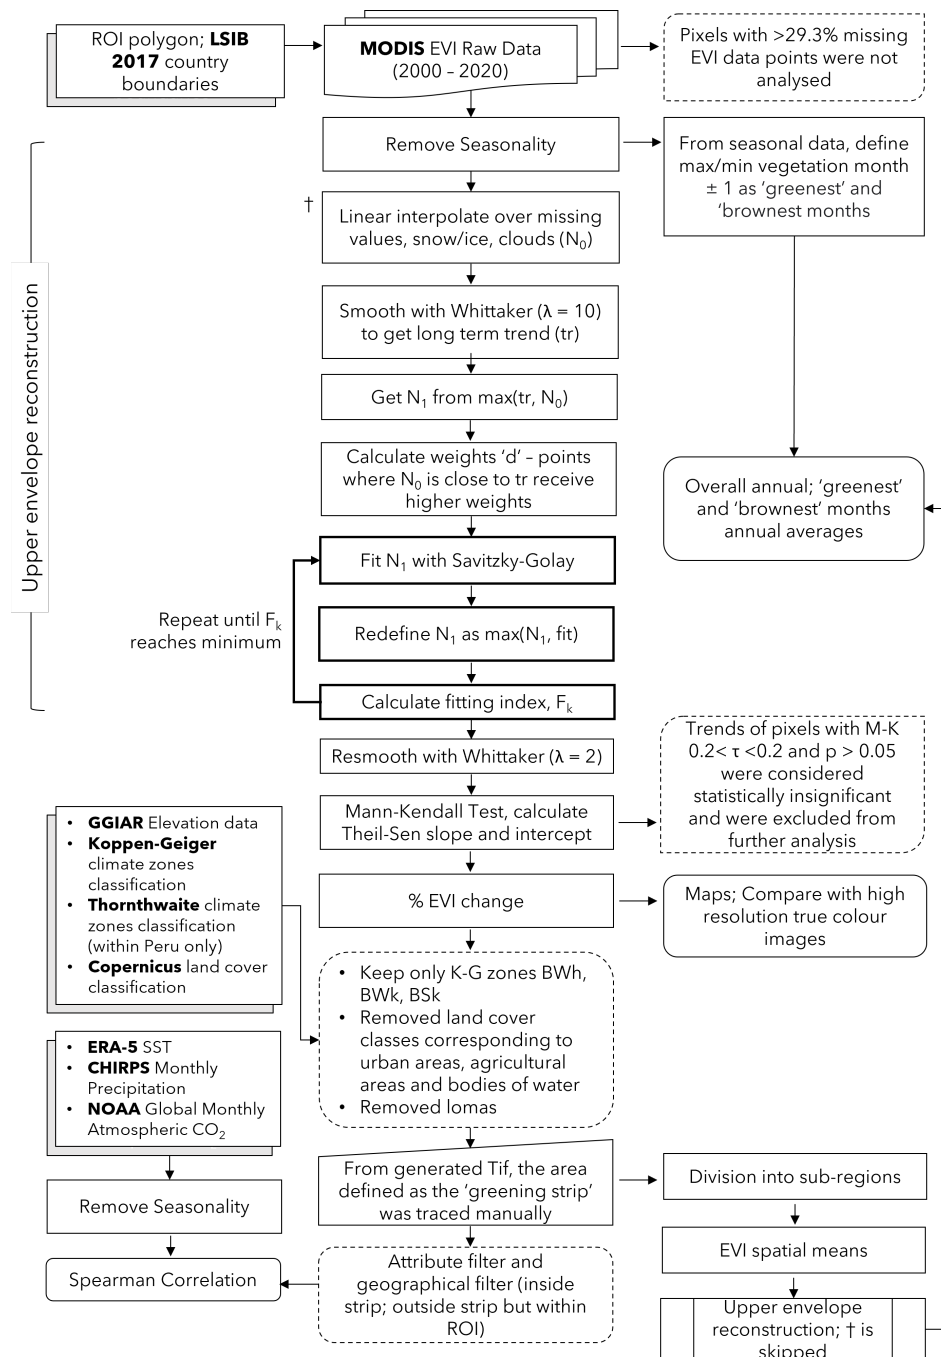 ROI polygon; LSIB
2017 country
boundaries
MODIS EVI Raw Data
(2000 – 2020)
Pixels with >29.3% missing
EVI data points were not
analysed
Remove Seasonality
From seasonal data, define
max/min vegetation month
± 1 as ‘greenest’ and
‘brownest months
†
Linear interpolate over missing
values, snow/ice, clouds (N0)
Smooth with Whittaker (λ = 10)
to get long term trend (tr)
Get N1 from max(tr, N0)
Calculate weights ‘d’ – points
where N0 is close to tr receive
higher weights
Overall annual; ‘greenest’
and ‘brownest’ months
annual averages
Upper envelope reconstruction
Fit N1 with Savitzky-Golay
Repeat until Fk
reaches minimum
Redefine N1 as max(N1, fit)
Calculate fitting index, Fk
Resmooth with Whittaker (λ = 2)
Trends of pixels with M-K
0.2< τ <0.2 and p > 0.05
were considered
statistically insignificant
and were excluded from
further analysis
Mann-Kendall Test, calculate
Theil-Sen slope and intercept
% EVI change
Maps; Compare with high
resolution true colour
images
• GGIAR Elevation data
• Koppen-Geiger
climate zones
classification
• Thornthwaite climate
zones classification
(within Peru only)
• Copernicus land cover
classification
• Keep only K-G zones BWh,
BWk, BSk
• Removed land cover
classes corresponding to
urban areas, agricultural
areas and bodies of water
• Removed lomas
• ERA-5 SST
• CHIRPS Monthly
Precipitation
• NOAA Global Monthly
Atmospheric CO2
Remove Seasonality
Spearman Correlation
From generated Tif, the area
defined as the ‘greening strip’
was traced manually
Attribute filter and
geographical filter (inside
strip; outside strip but within
ROI)
Division into sub-regions
EVI spatial means
Upper envelope
reconstruction; † is
skipped